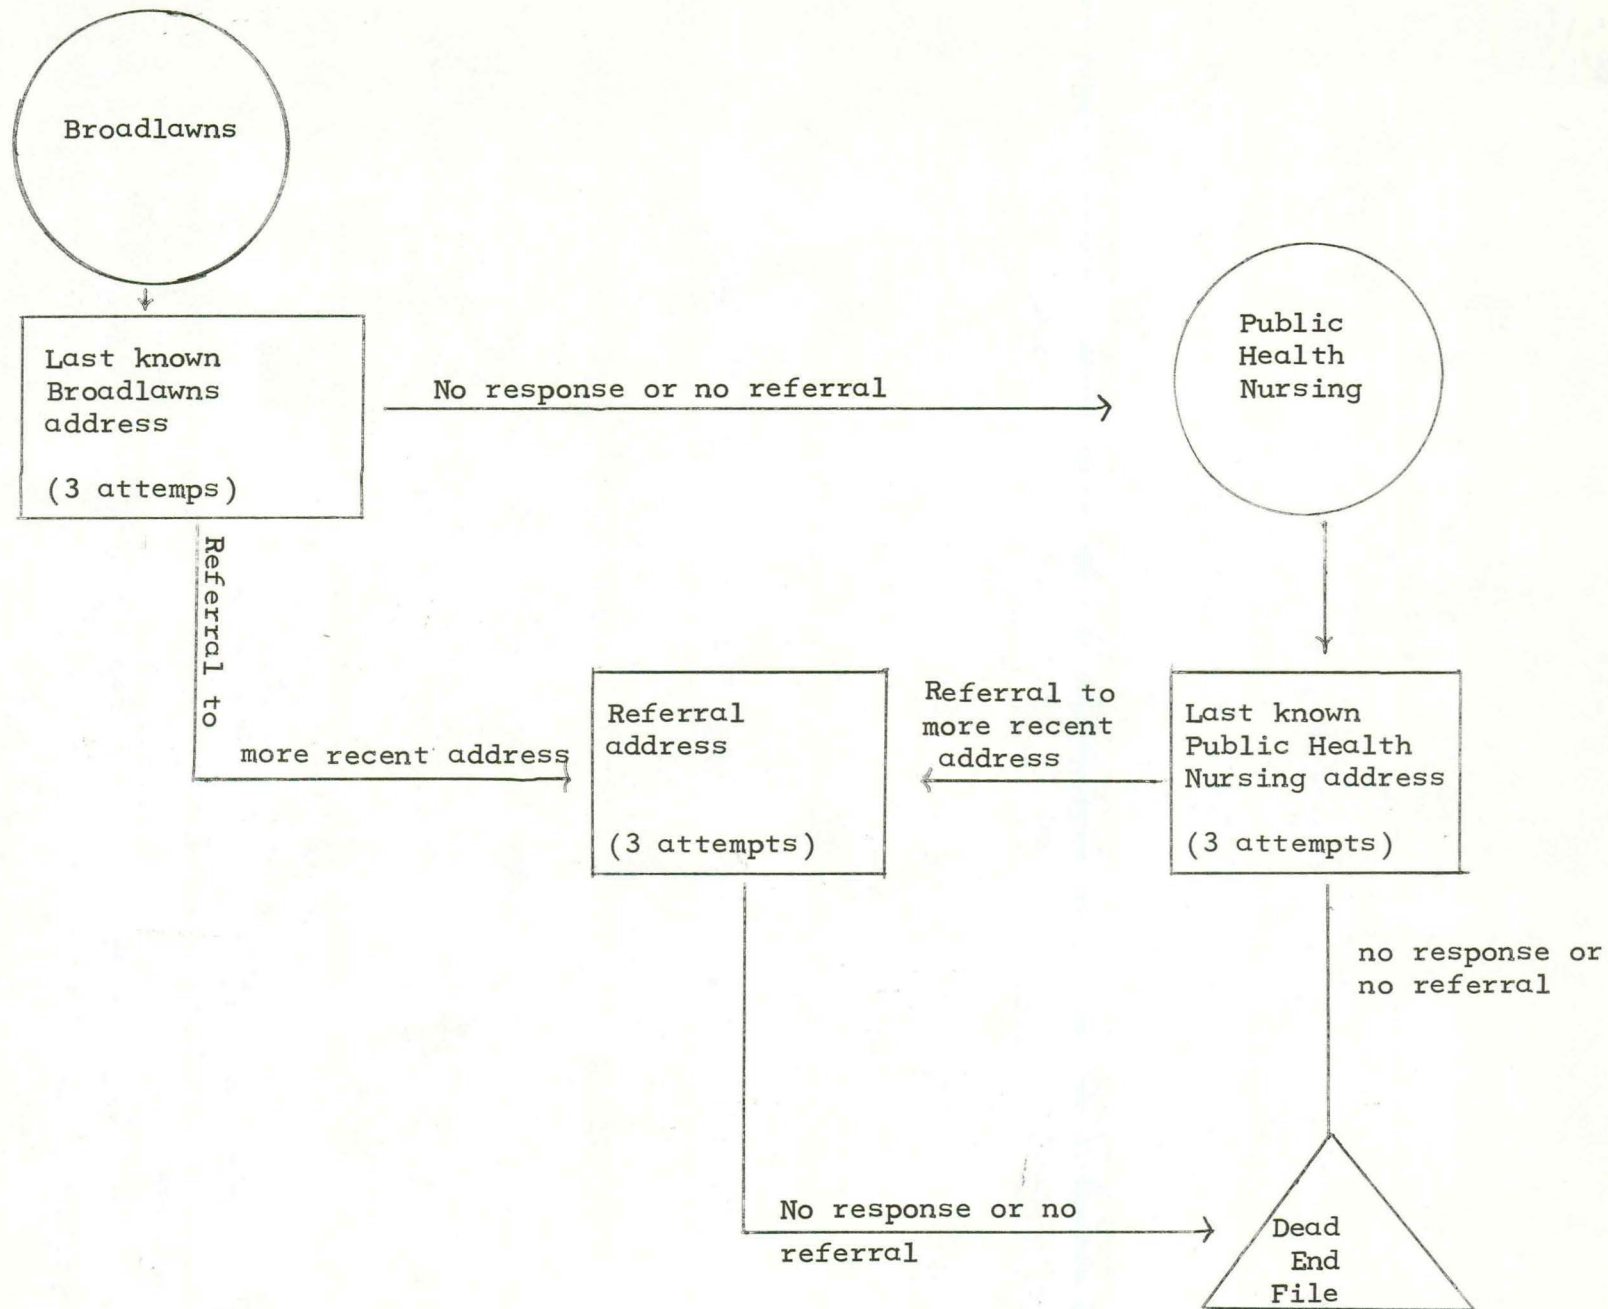 Broadlawns
Last known
Broadlawns
address
(3 attemps)
No response or no referral
Public
Health
Nursing
Referral to
more recent address
Referral
address
(3 attempts)
Referral to
more recent
address
Last known
Public Health
Nursing address
(3 attempts)
no response or
no referral
No response or no
referral
Dead
End
File